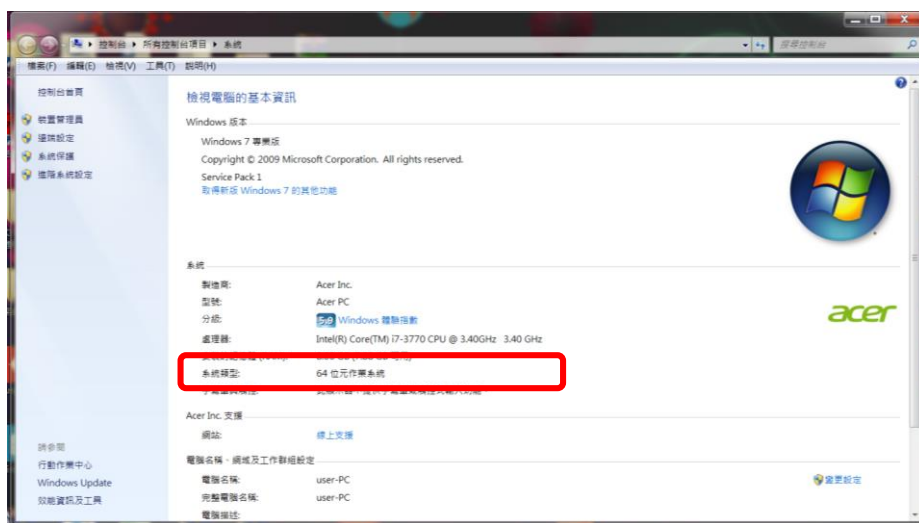 控制台 ▸ 所有控制台項目 ▸ 系統
搜尋控制台
檔案(F) 編輯(E) 檢視(V) 工具(T) 說明(H)
控制台首頁
裝置管理員
遠端設定
系統保護
進階系統設定
檢視電腦的基本資訊
Windows 版本
Windows 7 專業版
Copyright © 2009 Microsoft Corporation. All rights reserved.
Service Pack 1
取得新版 Windows 7 的其他功能
系統
製造商: Acer Inc.
型號: Acer PC
分級: 5.9 Windows 體驗指數
acer
處理器: Intel(R) Core(TM) i7-3770 CPU @ 3.40GHz 3.40 GHz
系統類型: 64 位元作業系統
Acer Inc. 支援
網站: 線上支援
電腦名稱、網域及工作群組設定
電腦名稱: user-PC
變更設定
完整電腦名稱: user-PC
電腦描述:
請參閱
行動作業中心
Windows Update
效能資訊及工具